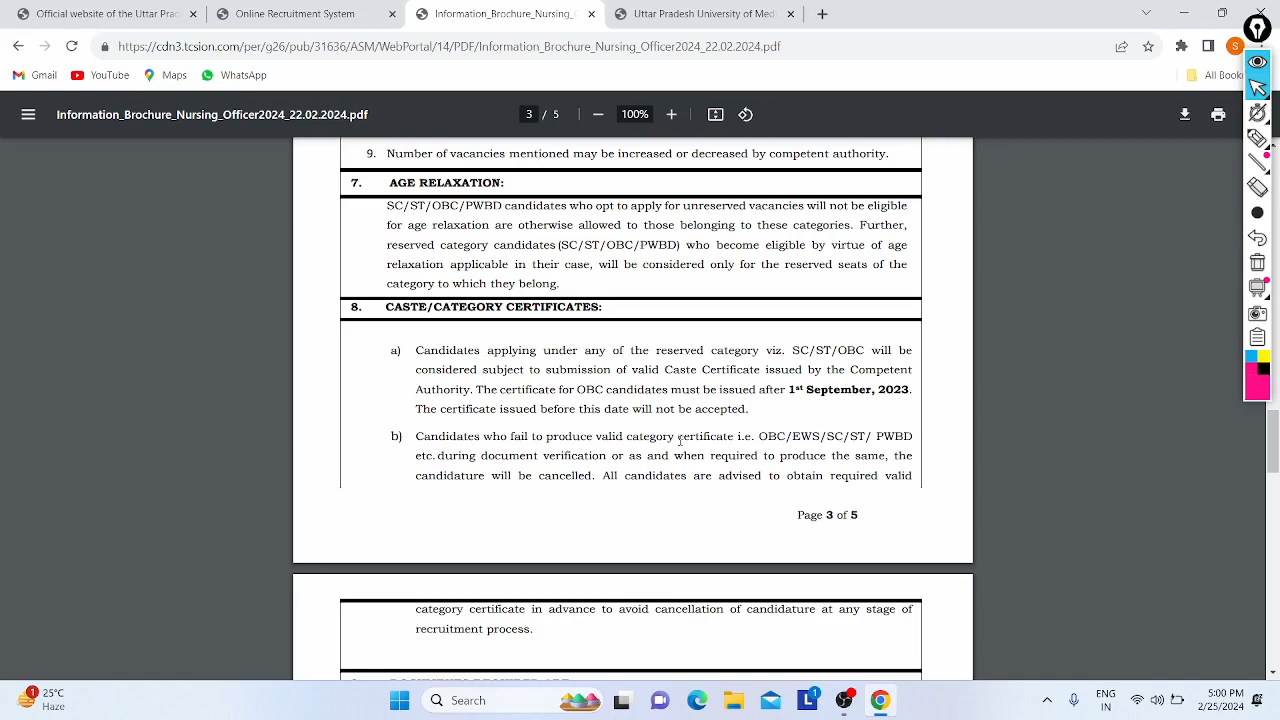 Official website of the Uttar Prac
Online Recruitment System
Information_Brochure_Nursing_O
Uttar Pradesh University of Medi
https://cdn3.tcsion.com/per/g26/pub/31636/ASM/WebPortal/14/PDF/Information_Brochure_Nursing_Officer2024_22.02.2024.pdf
S
Gmail
YouTube
Maps
WhatsApp
Information_Brochure_Nursing_Officer2024_22.02.2024.pdf
3 / 5
100%
9. Number of vacancies mentioned may be increased or decreased by competent authority.
7. AGE RELAXATION:
SC/ST/OBC/PWBD candidates who opt to apply for unreserved vacancies will not be eligible
for age relaxation are otherwise allowed to those belonging to these categories. Further,
reserved category candidates (SC/ST/OBC/PWBD) who become eligible by virtue of age
relaxation applicable in their case, will be considered only for the reserved seats of the
category to which they belong.
8. CASTE/CATEGORY CERTIFICATES:
a) Candidates applying under any of the reserved category viz. SC/ST/OBC will be
considered subject to submission of valid Caste Certificate issued by the Competent
Authority. The certificate for OBC candidates must be issued after 1st September, 2023.
The certificate issued before this date will not be accepted.
b) Candidates who fail to produce valid category certificate i.e. OBC/EWS/SC/ST/ PWBD
etc. during document verification or as and when required to produce the same, the
candidature will be cancelled. All candidates are advised to obtain required valid
Page 3 of 5
category certificate in advance to avoid cancellation of candidature at any stage of
recruitment process.
1
25°C
Haze
Search
L
1
ENG
IN
5:00 PM
2/25/2024